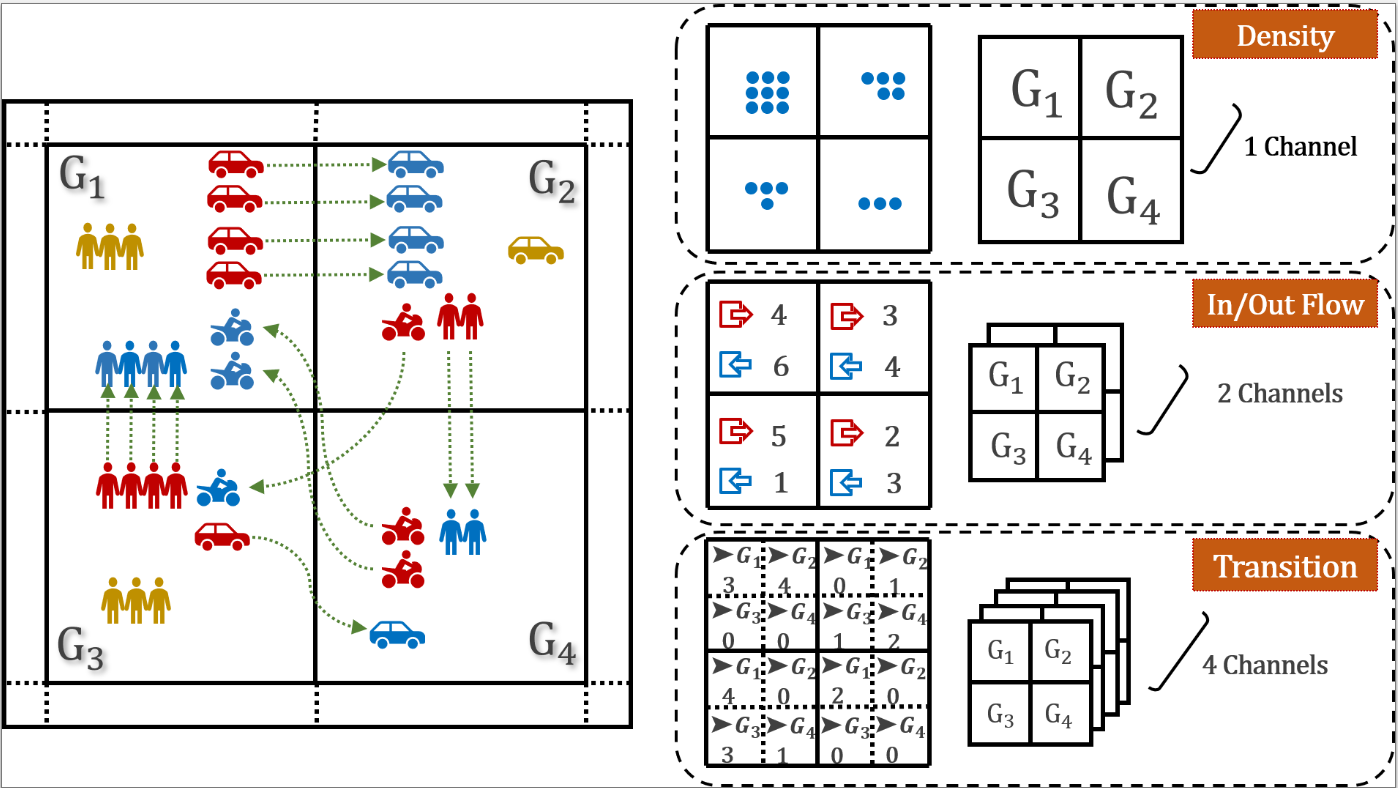 G1
G2
G3
G4
Density
G1 G2
G3 G4
1 Channel
In/Out Flow
4 3
6 4
5 2
1 3
G1 G2
G3 G4
2 Channels
Transition
➤G1 ➤G2 ➤G1 ➤G2
3 4 0 1
➤G3 ➤G4 ➤G3 ➤G4
0 0 1 2
➤G1 ➤G2 ➤G1 ➤G2
4 0 2 0
➤G3 ➤G4 ➤G3 ➤G4
3 1 0 0
G1 G2
G3 G4
4 Channels